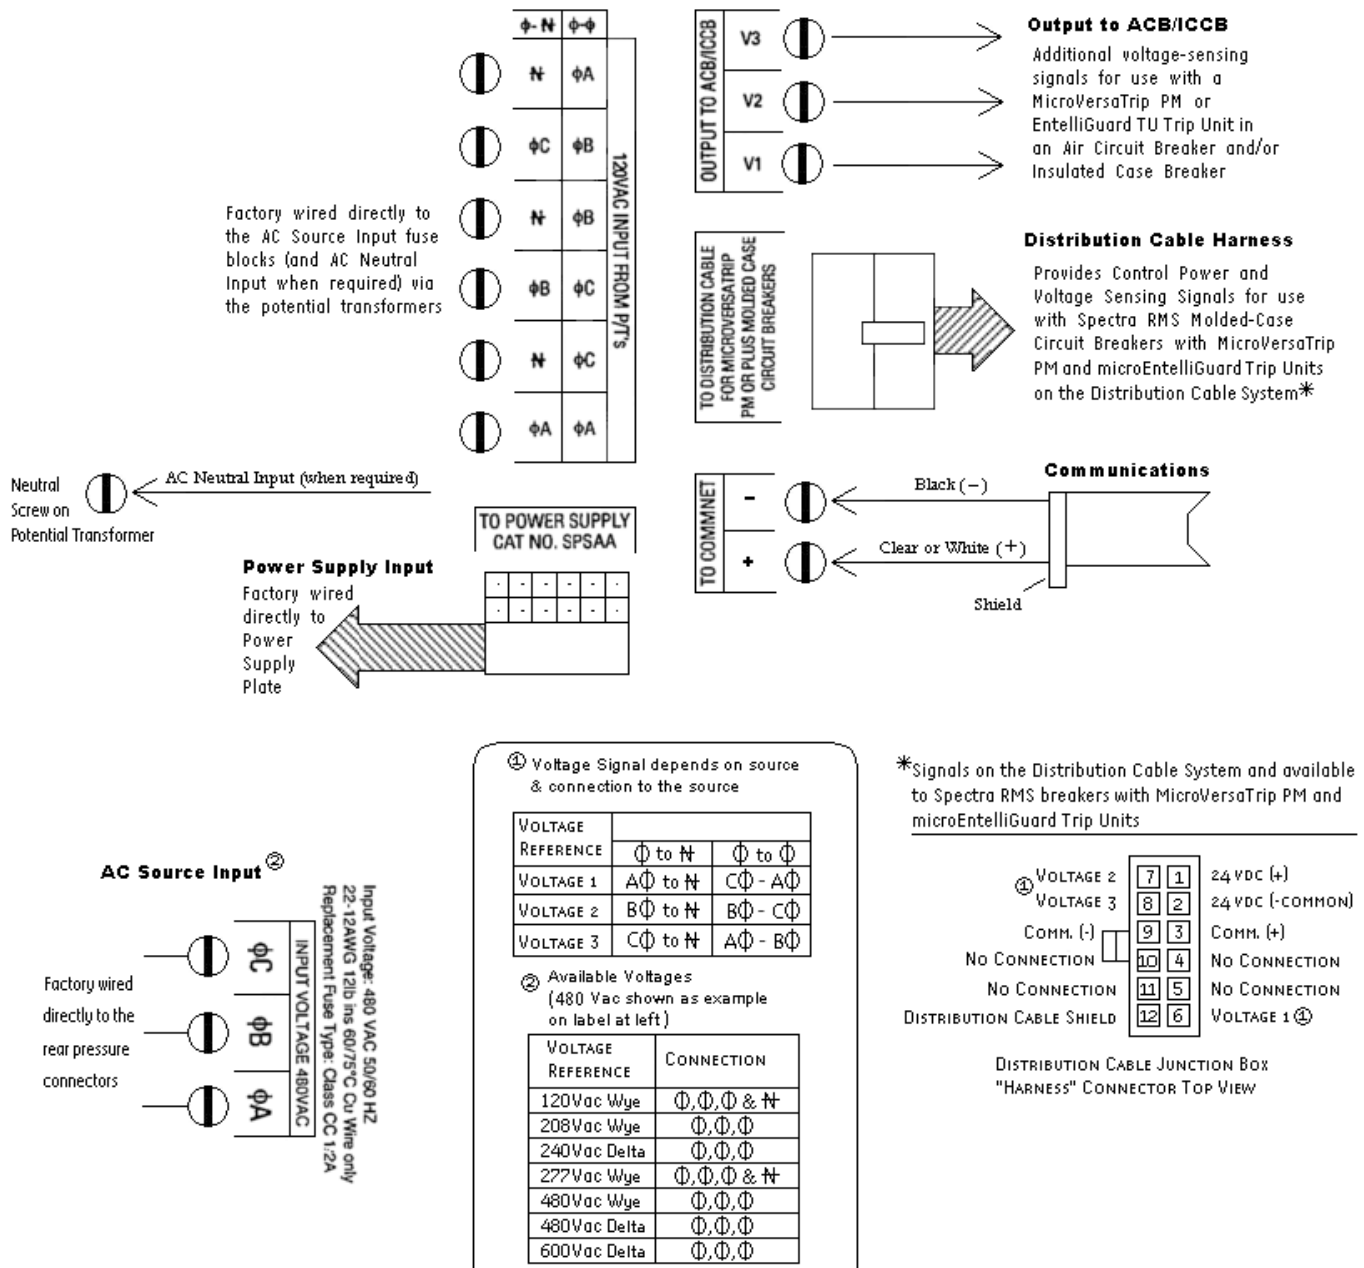 ϕ-N ϕ-ϕ
N ϕA
ϕC ϕB
N ϕB
ϕB ϕC
N ϕC
ϕA ϕA
120VAC INPUT FROM P/T's
Factory wired directly to
the AC Source Input fuse
blocks (and AC Neutral
Input when required) via
the potential transformers
OUTPUT TO ACB/ICCB
V3
V2
V1
Output to ACB/ICCB
Additional voltage-sensing
signals for use with a
MicroVersaTrip PM or
EntelliGuard TU Trip Unit in
an Air Circuit Breaker and/or
Insulated Case Breaker
TO DISTRIBUTION CABLE
FOR MICROVERSATRIP
PM OR PLUS MOLDED CASE
CIRCUIT BREAKERS
Distribution Cable Harness
Provides Control Power and
Voltage Sensing Signals for use
with Spectra RMS Molded-Case
Circuit Breakers with MicroVersaTrip
PM and microEntelliGuard Trip Units
on the Distribution Cable System*
Neutral
Screw on
Potential Transformer
AC Neutral Input (when required)
TO POWER SUPPLY
CAT NO. SPSAA
Power Supply Input
Factory wired
directly to
Power
Supply
Plate
TO COMMNET
-
+
Communications
Black (−)
Clear or White (+)
Shield
① Voltage Signal depends on source
& connection to the source
VOLTAGE
REFERENCE Φ to N Φ to Φ
VOLTAGE 1 AΦ to N CΦ - AΦ
VOLTAGE 2 BΦ to N BΦ - CΦ
VOLTAGE 3 CΦ to N AΦ - BΦ
② Available Voltages
(480 Vac shown as example
on label at left)
VOLTAGE
REFERENCE CONNECTION
120Vac Wye Φ,Φ,Φ & N
208Vac Wye Φ,Φ,Φ
240Vac Delta Φ,Φ,Φ
277Vac Wye Φ,Φ,Φ & N
480Vac Wye Φ,Φ,Φ
480Vac Delta Φ,Φ,Φ
600Vac Delta Φ,Φ,Φ
AC Source Input ②
Factory wired
directly to the
rear pressure
connectors
ϕC
ϕB
ϕA
INPUT VOLTAGE 480VAC
Input Voltage: 480 VAC 50/60 HZ
22-12AWG 12lb ins 60/75°C Cu Wire only
Replacement Fuse Type: Class CC 1/2A
*Signals on the Distribution Cable System and available
to Spectra RMS breakers with MicroVersaTrip PM and
microEntelliGuard Trip Units
① VOLTAGE 2 7 1 24 VDC (+)
VOLTAGE 3 8 2 24 VDC (-COMMON)
COMM. (-) 9 3 COMM. (+)
NO CONNECTION 10 4 NO CONNECTION
NO CONNECTION 11 5 NO CONNECTION
DISTRIBUTION CABLE SHIELD 12 6 VOLTAGE 1 ①
DISTRIBUTION CABLE JUNCTION BOX
"HARNESS" CONNECTOR TOP VIEW